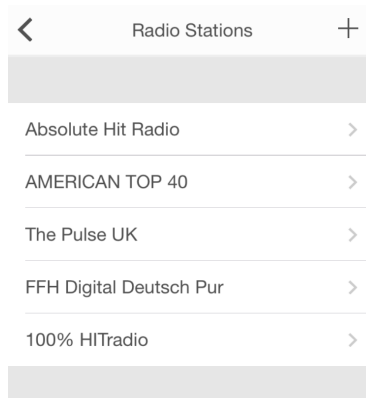 Radio Stations
Absolute Hit Radio
AMERICAN TOP 40
The Pulse UK
FFH Digital Deutsch Pur
100% HITradio